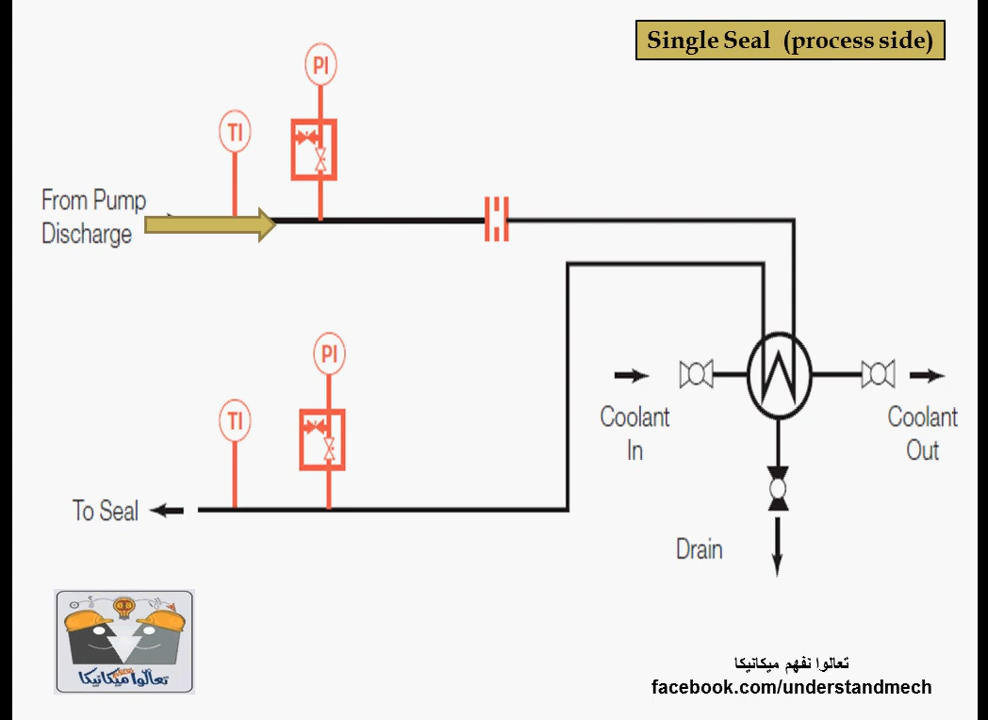 Single Seal (process side)
PI
TI
From Pump
Discharge
PI
TI
Coolant
In
Coolant
Out
To Seal
Drain
تعالوا نفهم ميكانيكا
تعالوا نفهم ميكانيكا
facebook.com/understandmech